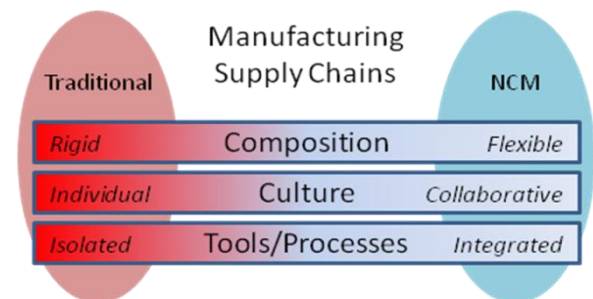 Manufacturing
Supply Chains
Traditional
NCM
Rigid Composition Flexible
Individual Culture Collaborative
Isolated Tools/Processes Integrated